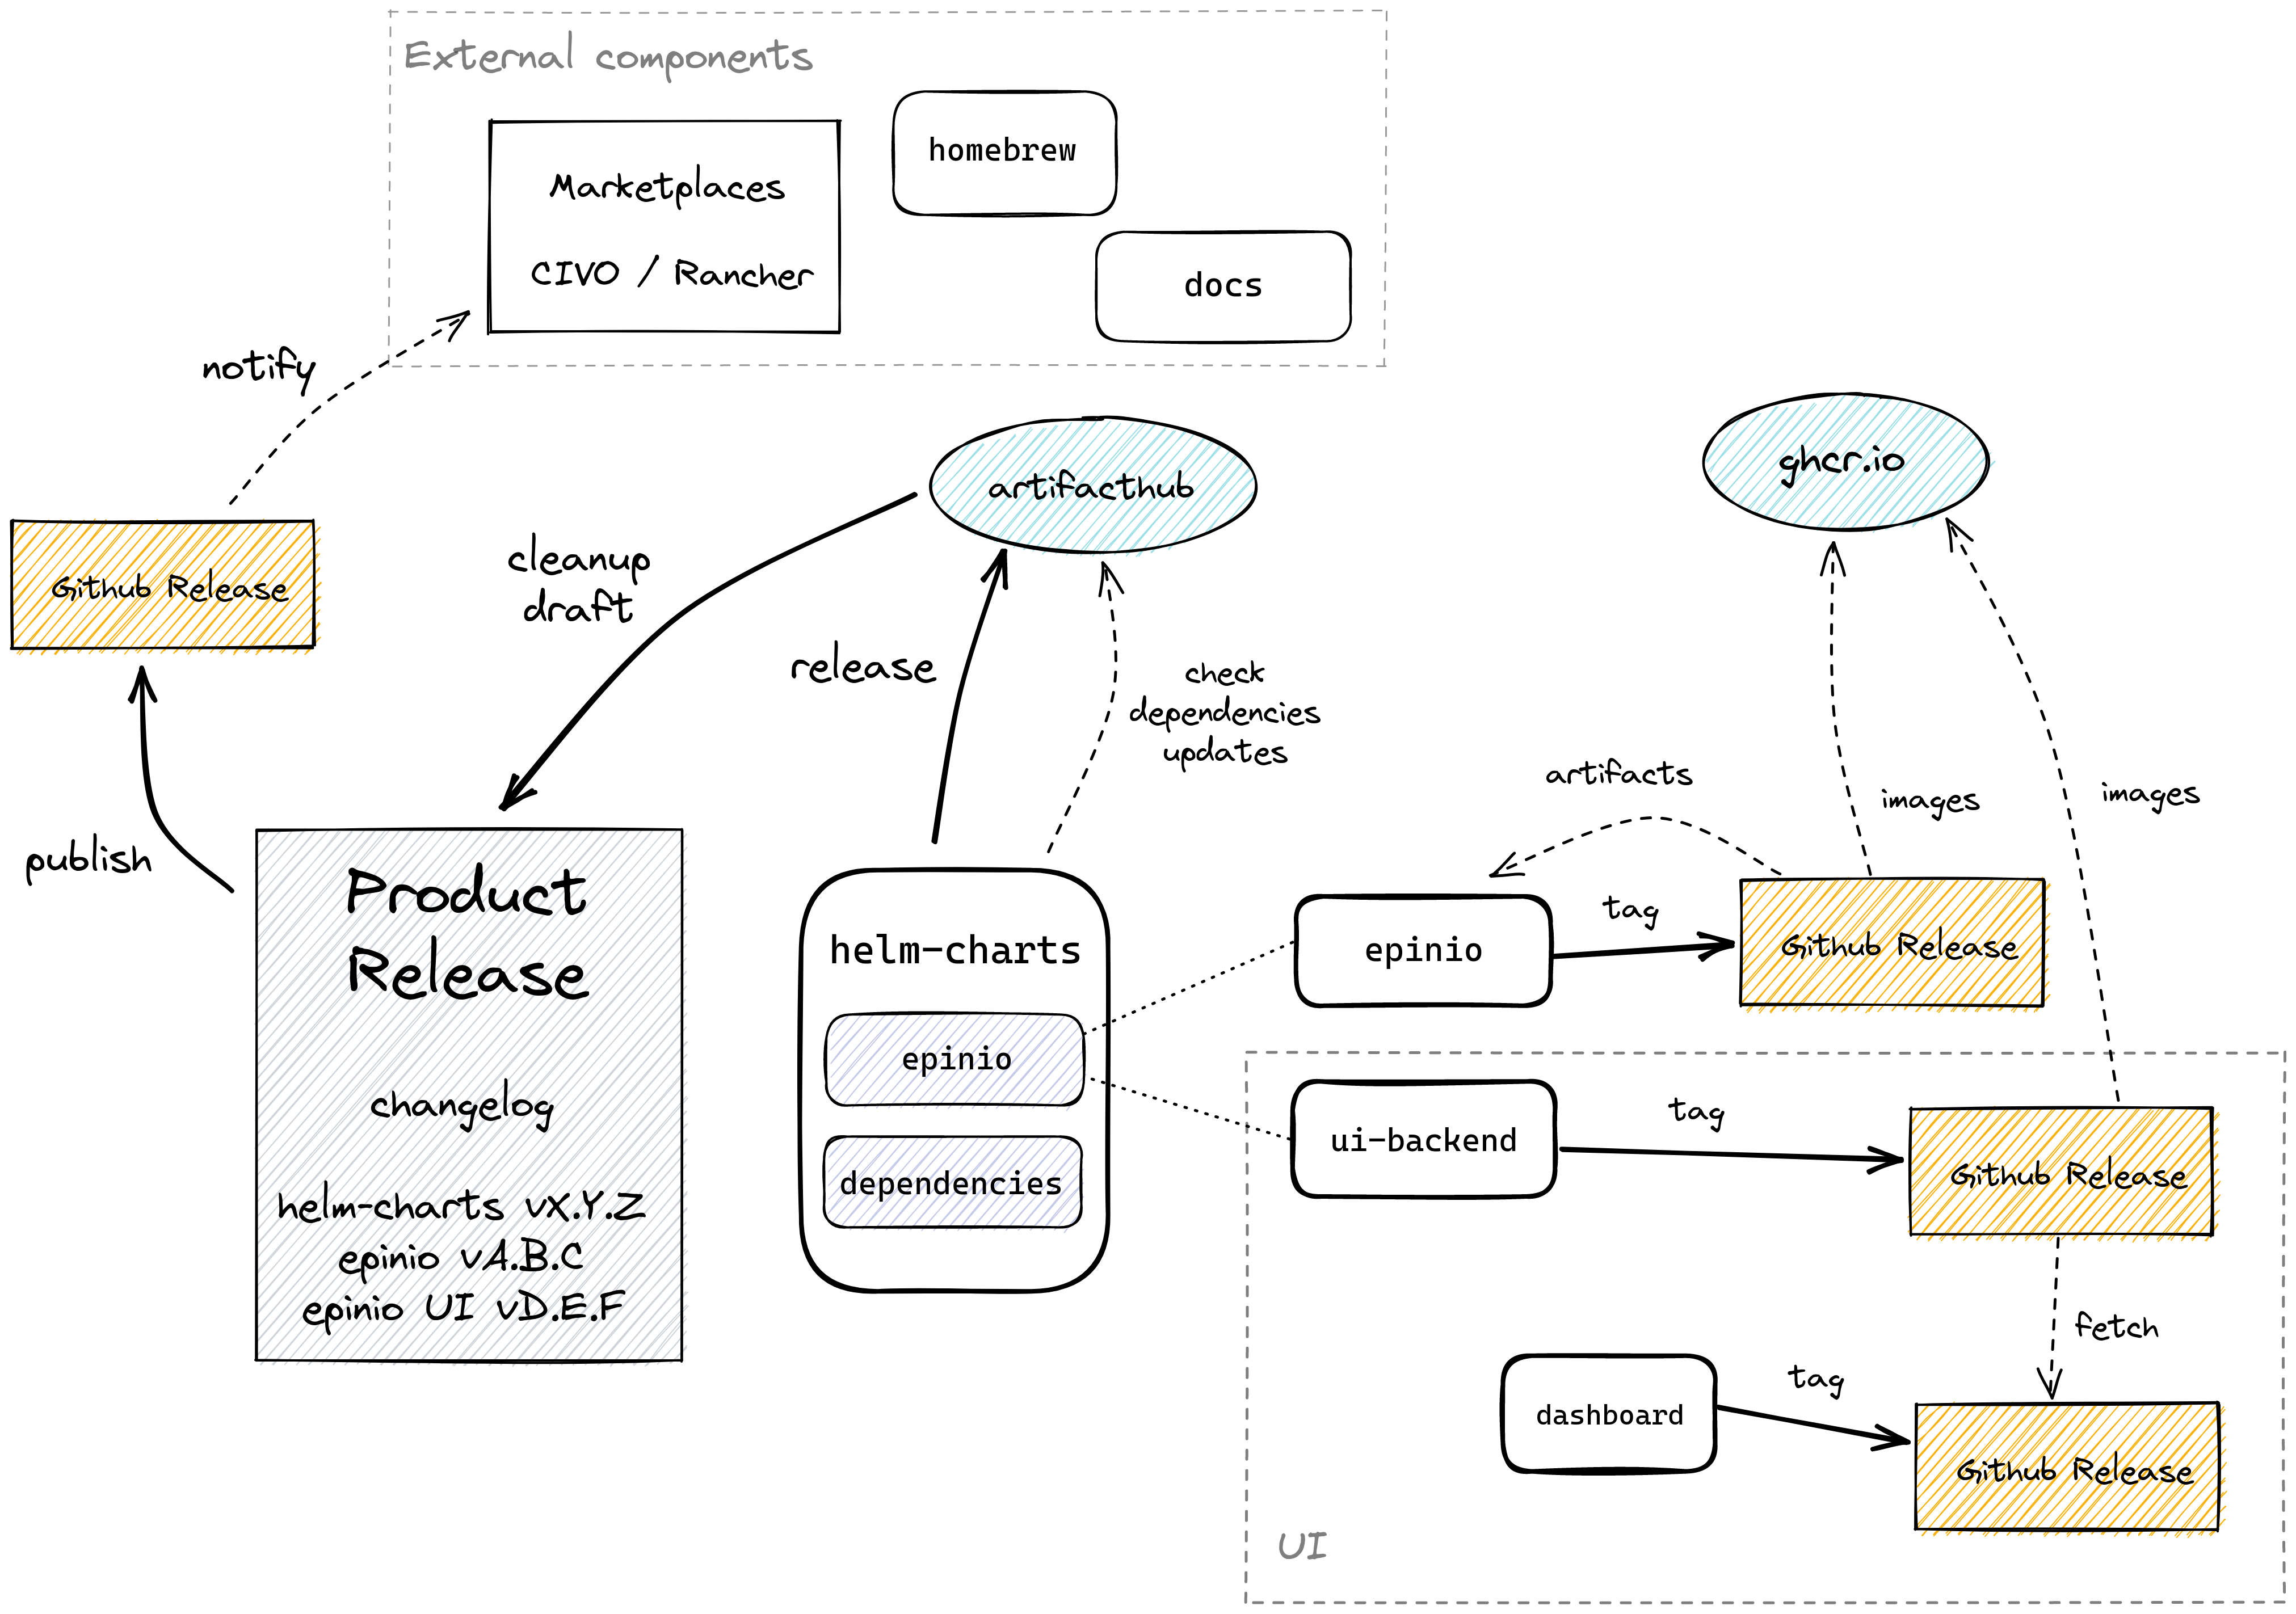 External components
Marketplaces
CIVO / Rancher
homebrew
docs
notify
Github Release
publish
cleanup
draft
artifacthub
release
check
dependencies
updates
ghcr.io
images
images
artifacts
Product
Release
changelog
helm-charts vX.Y.Z
epinio vA.B.C
epinio UI vD.E.F
helm-charts
epinio
dependencies
epinio
tag
Github Release
ui-backend
tag
Github Release
fetch
dashboard
tag
Github Release
UI